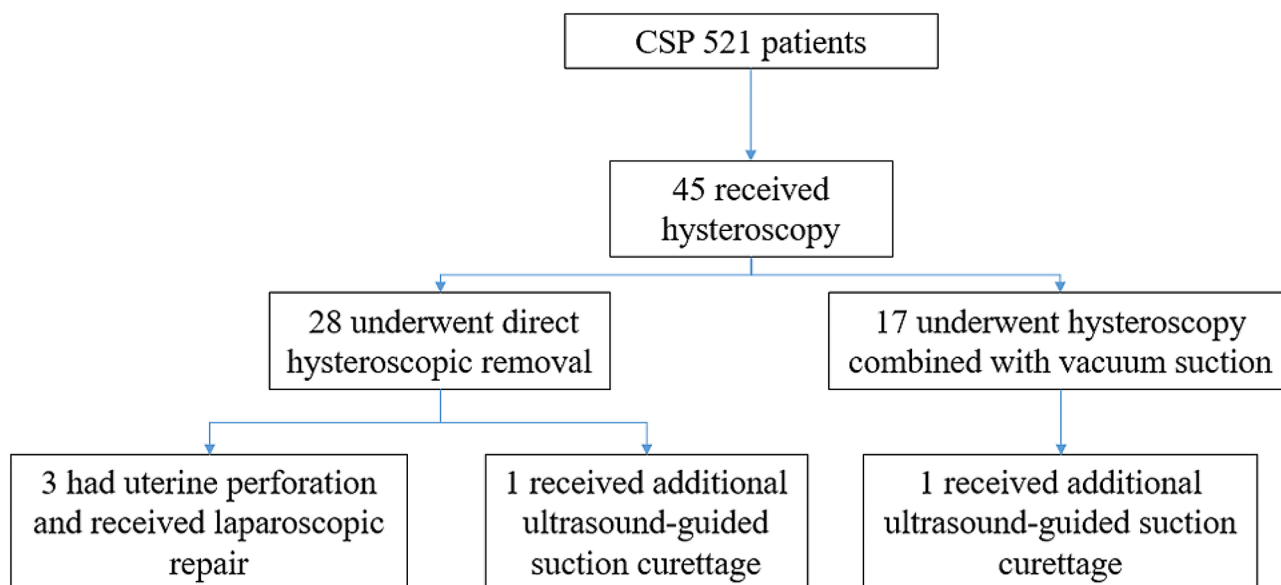 CSP 521 patients
45 received
hysteroscopy
28 underwent direct
hysteroscopic removal
17 underwent hysteroscopy
combined with vacuum suction
3 had uterine perforation
and received laparoscopic
repair
1 received additional
ultrasound-guided
suction curettage
1 received additional
ultrasound-guided suction
curettage